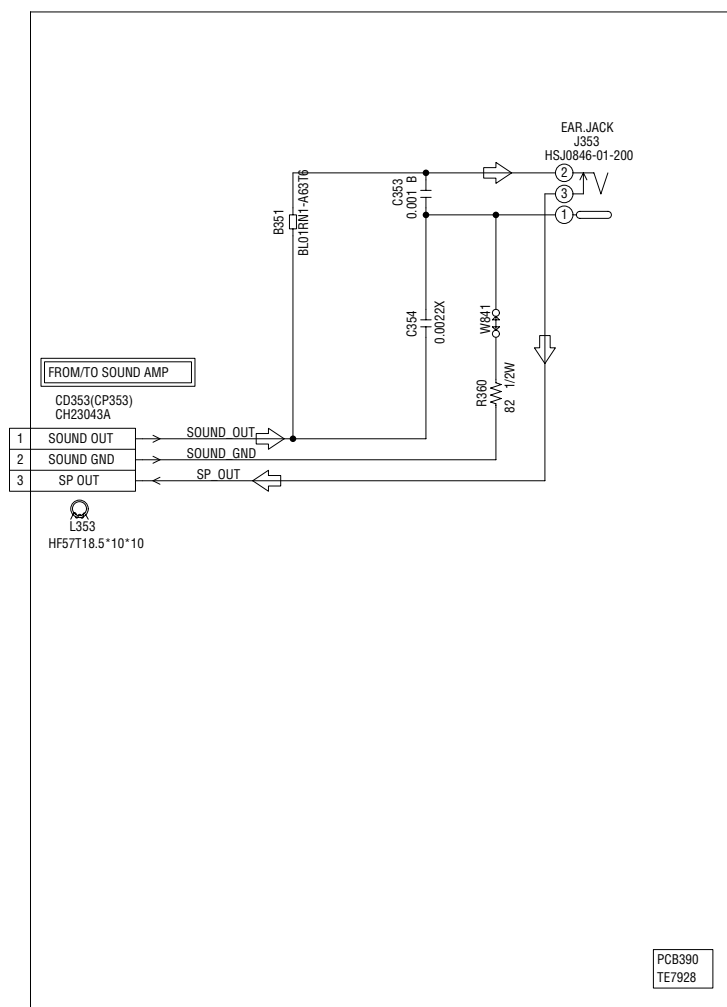 EAR.JACK
J353
HSJ0846-01-200
2
3
1
B351
BL01RN1-A63T6
C353
0.001 B
C354
0.0022X
W841
R360
82 1/2W
FROM/TO SOUND AMP
CD353(CP353)
CH23043A
1 SOUND OUT SOUND_OUT
2 SOUND GND SOUND_GND
3 SP OUT SP_OUT
L353
HF57T18.5*10*10
PCB390
TE7928